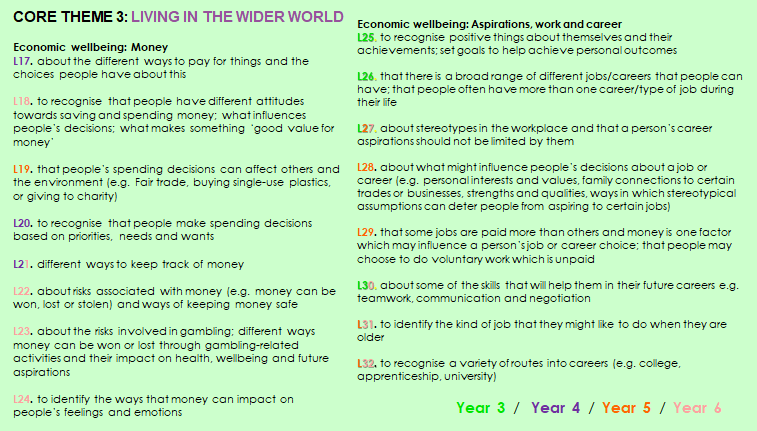 CORE THEME 3: LIVING IN THE WIDER WORLD
Economic wellbeing: Money
L17. about the different ways to pay for things and the
choices people have about this
L18. to recognise that people have different attitudes
towards saving and spending money; what influences
people's decisions; what makes something 'good value for
money'
L19. that people's spending decisions can affect others and
the environment (e.g. Fair trade, buying single-use plastics,
or giving to charity)
L20. to recognise that people make spending decisions
based on priorities, needs and wants
L21. different ways to keep track of money
L22. about risks associated with money (e.g. money can be
won, lost or stolen) and ways of keeping money safe
L23. about the risks involved in gambling; different ways
money can be won or lost through gambling-related
activities and their impact on health, wellbeing and future
aspirations
L24. to identify the ways that money can impact on
people's feelings and emotions
Economic wellbeing: Aspirations, work and career
L25. to recognise positive things about themselves and their
achievements; set goals to help achieve personal outcomes
L26. that there is a broad range of different jobs/careers that people can
have; that people often have more than one career/type of job during
their life
L27. about stereotypes in the workplace and that a person's career
aspirations should not be limited by them
L28. about what might influence people's decisions about a job or
career (e.g. personal interests and values, family connections to certain
trades or businesses, strengths and qualities, ways in which stereotypical
assumptions can deter people from aspiring to certain jobs)
L29. that some jobs are paid more than others and money is one factor
which may influence a person's job or career choice; that people may
choose to do voluntary work which is unpaid
L30. about some of the skills that will help them in their future careers e.g.
teamwork, communication and negotiation
L31. to identify the kind of job that they might like to do when they are
older
L32. to recognise a variety of routes into careers (e.g. college,
apprenticeship, university)
Year 3 / Year 4 / Year 5 / Year 6